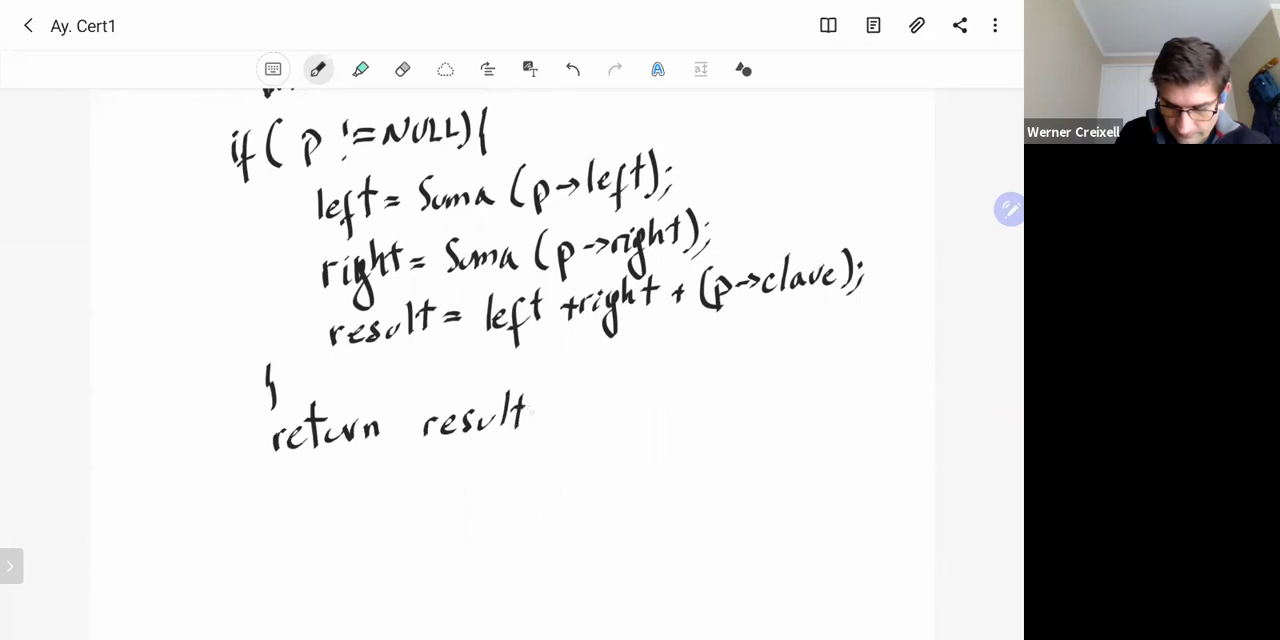 Ay. Cert1
if( p != NULL){
left = Suma (p->left);
right = Suma (p->right);
result = left +right + (p->clave);
}
return result
Werner Creixell